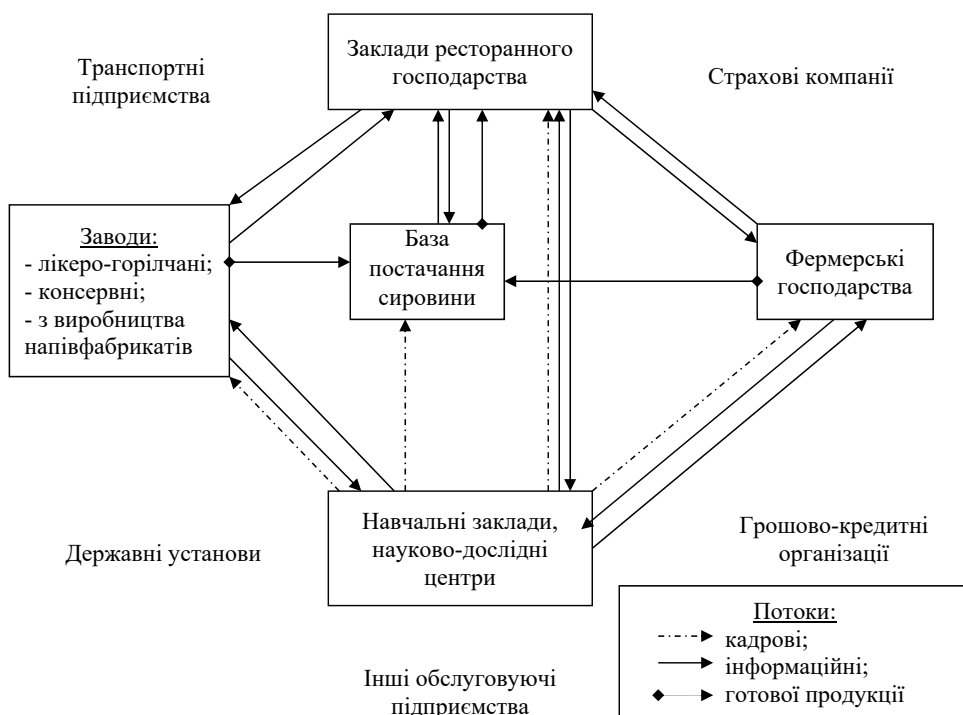 Заклади ресторанного
господарства
Транспортні
підприємства
Страхові компанії
Заводи:
- лікеро-горілчані;
- консервні;
- з виробництва
напівфабрикатів
База
постачання
сировини
Фермерські
господарства
Навчальні заклади,
науково-дослідні
центри
Державні установи
Грошово-кредитні
організації
Інші обслуговуючі
підприємства
Потоки:
кадрові;
інформаційні;
готової продукції